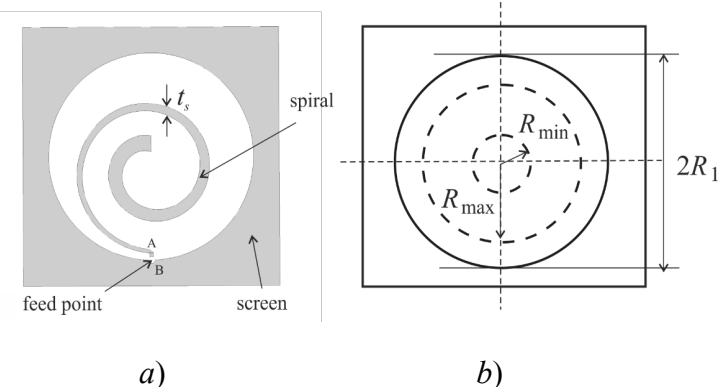 t_s
spiral
A
B
feed point
screen
a)
R_min
R_max
2R_1
b)